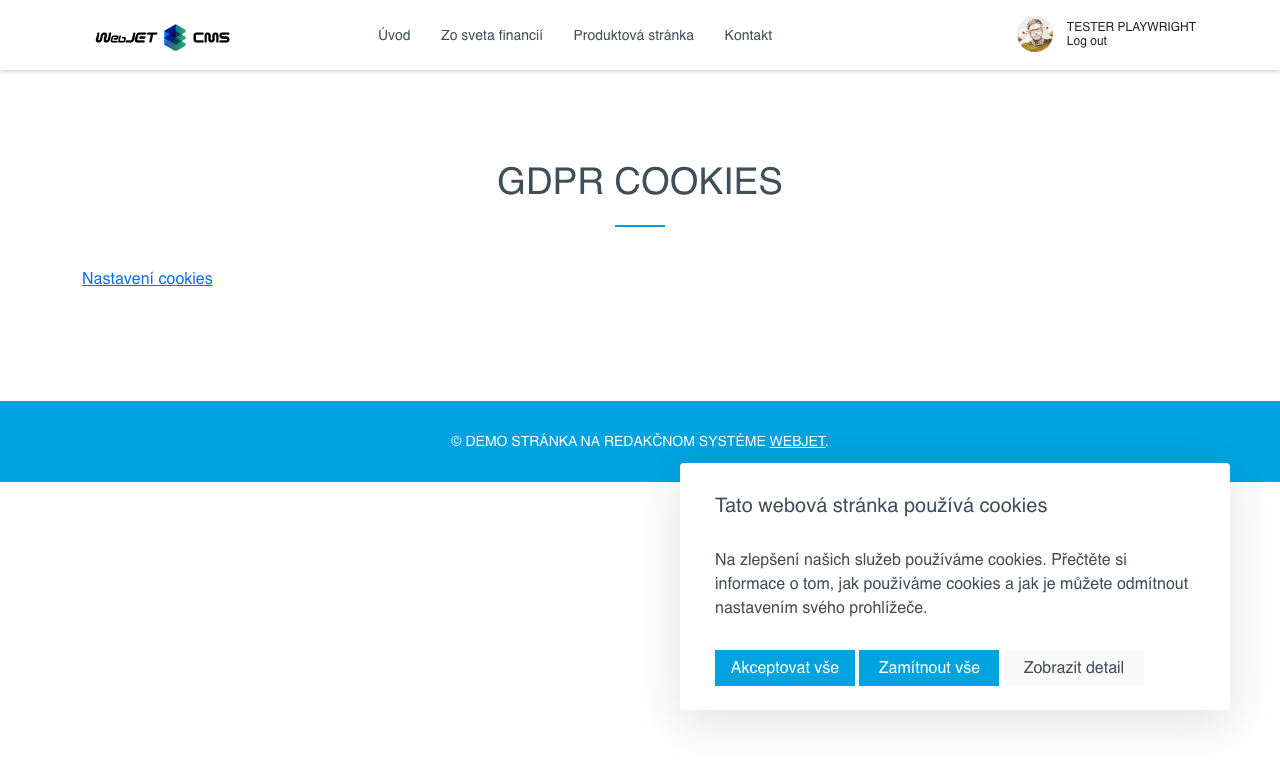 WebJET CMS
Úvod
Zo sveta financií
Produktová stránka
Kontakt
TESTER PLAYWRIGHT
Log out
GDPR COOKIES
Nastavení cookies
© DEMO STRÁNKA NA REDAKČNOM SYSTÉME WEBJET.
Tato webová stránka používá cookies
Na zlepšení našich služeb používáme cookies. Přečtěte si
informace o tom, jak používáme cookies a jak je můžete odmítnout
nastavením svého prohlížeče.
Akceptovat vše
Zamítnout vše
Zobrazit detail